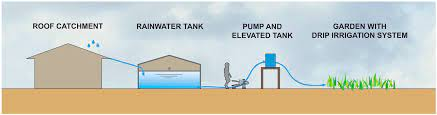 ROOF CATCHMENT
RAINWATER TANK
PUMP AND
ELEVATED TANK
GARDEN WITH
DRIP IRRIGATION SYSTEM